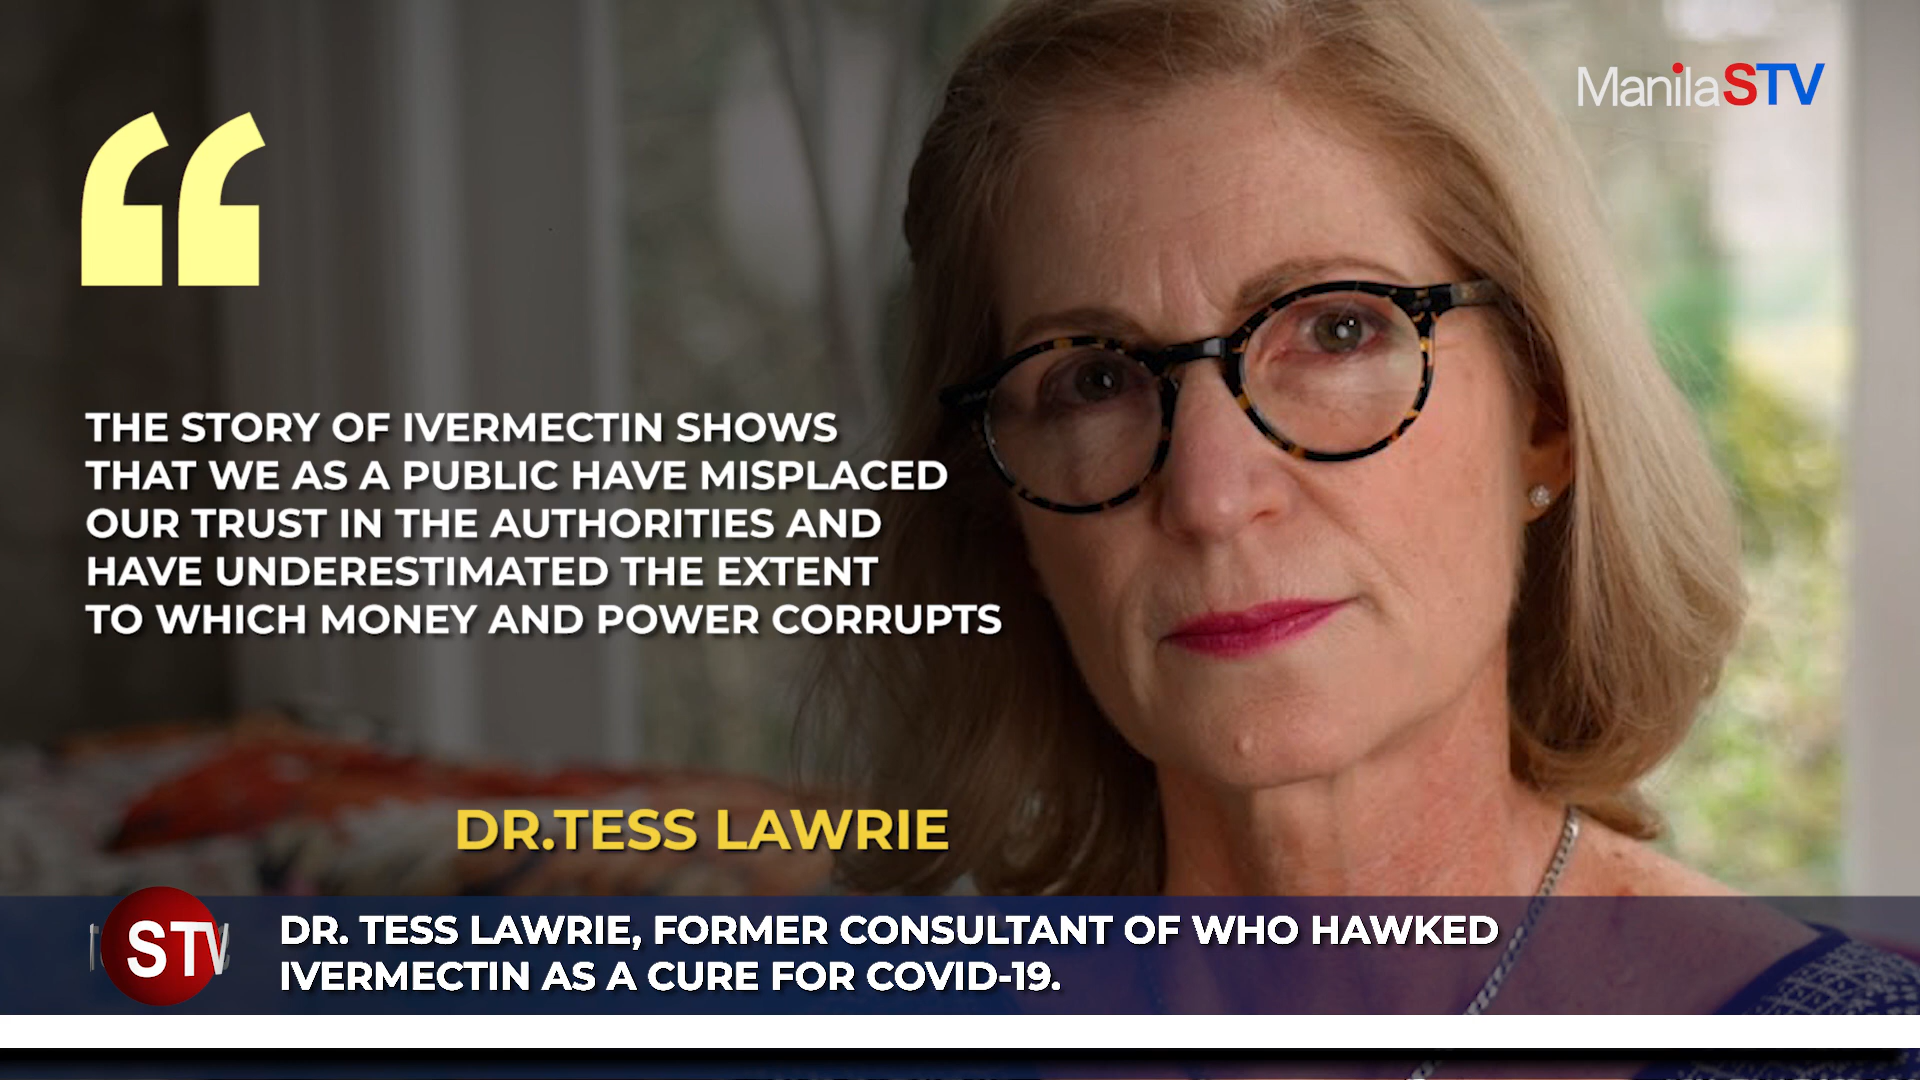 ManilaSTV
“
THE STORY OF IVERMECTIN SHOWS
THAT WE AS A PUBLIC HAVE MISPLACED
OUR TRUST IN THE AUTHORITIES AND
HAVE UNDERESTIMATED THE EXTENT
TO WHICH MONEY AND POWER CORRUPTS
DR.TESS LAWRIE
STV
DR. TESS LAWRIE, FORMER CONSULTANT OF WHO HAWKED
IVERMECTIN AS A CURE FOR COVID-19.